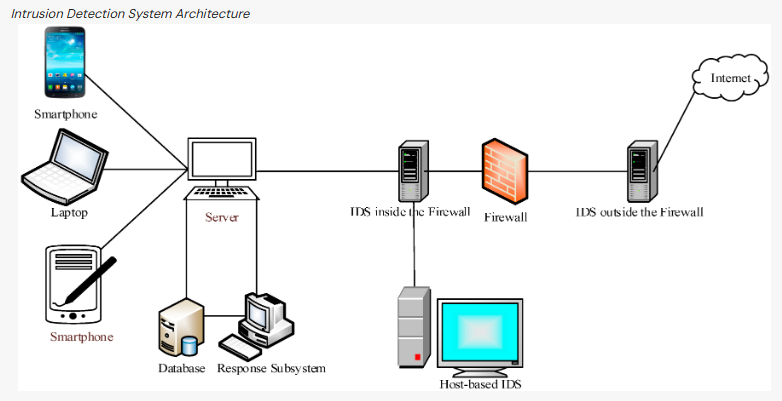 Intrusion Detection System Architecture
Internet
Smartphone
Laptop
Server
IDS inside the Firewall
Firewall
IDS outside the Firewall
Smartphone
Database
Response Subsystem
Host-based IDS